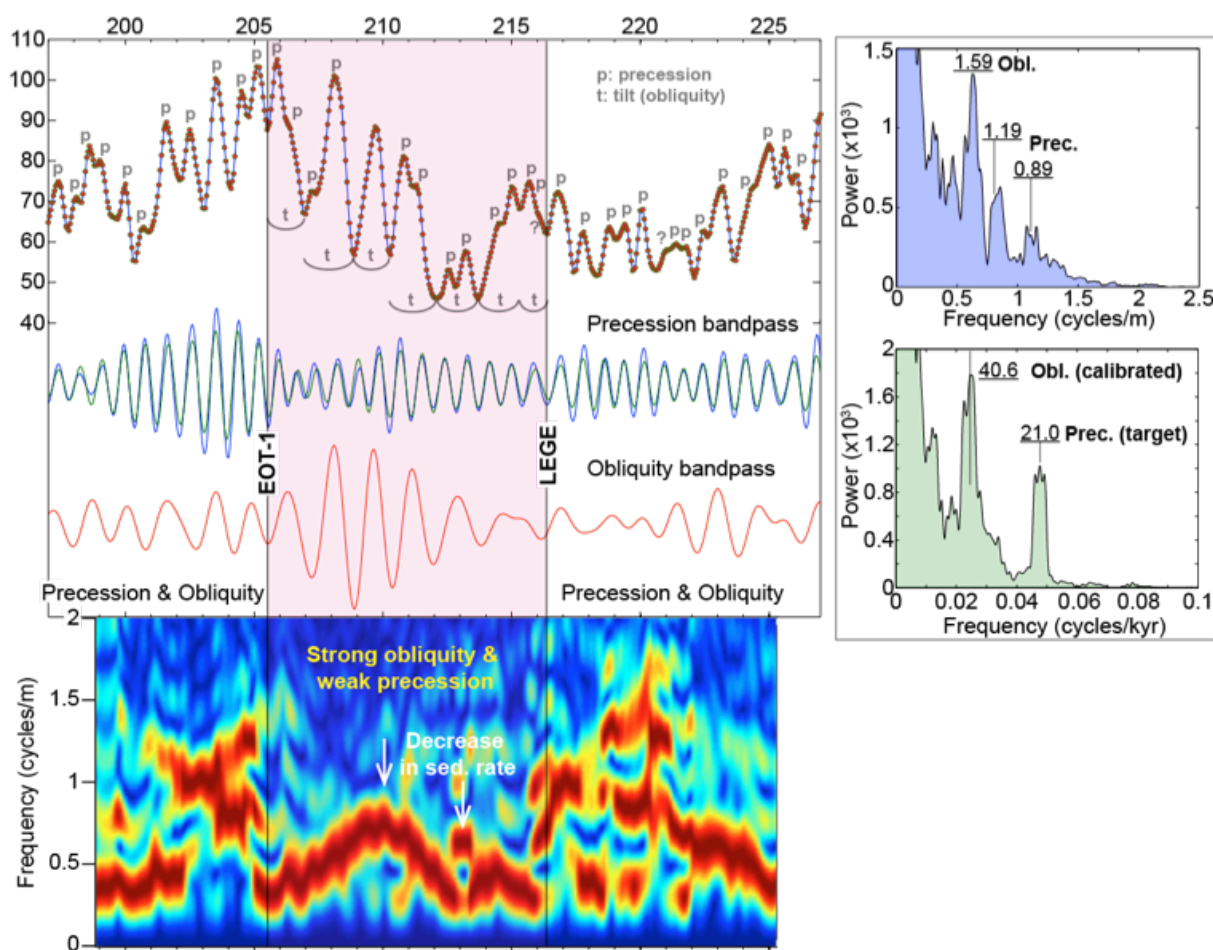 200 205 210 215 220 225
110
100
90
80
70
60
50
40
p p p p p p p p p p p p p p p p p p p p p p p ? p p p p p p p p ? p p p p p p p
t t t t t t t
p: precession
t: tilt (obliquity)
Precession bandpass
EOT-1
LEGE
Obliquity bandpass
Precession & Obliquity
Precession & Obliquity
2
1.5
1
0.5
0
Frequency (cycles/m)
Strong obliquity &
weak precession
Decrease
in sed. rate
1.5
1
0.5
0
Power (x10³)
1.59 Obl.
1.19 Prec.
0.89
0 0.5 1 1.5 2 2.5
Frequency (cycles/m)
2
1.6
1.2
0.8
0.4
0
Power (x10³)
40.6 Obl. (calibrated)
21.0 Prec. (target)
0 0.02 0.04 0.06 0.08 0.1
Frequency (cycles/kyr)